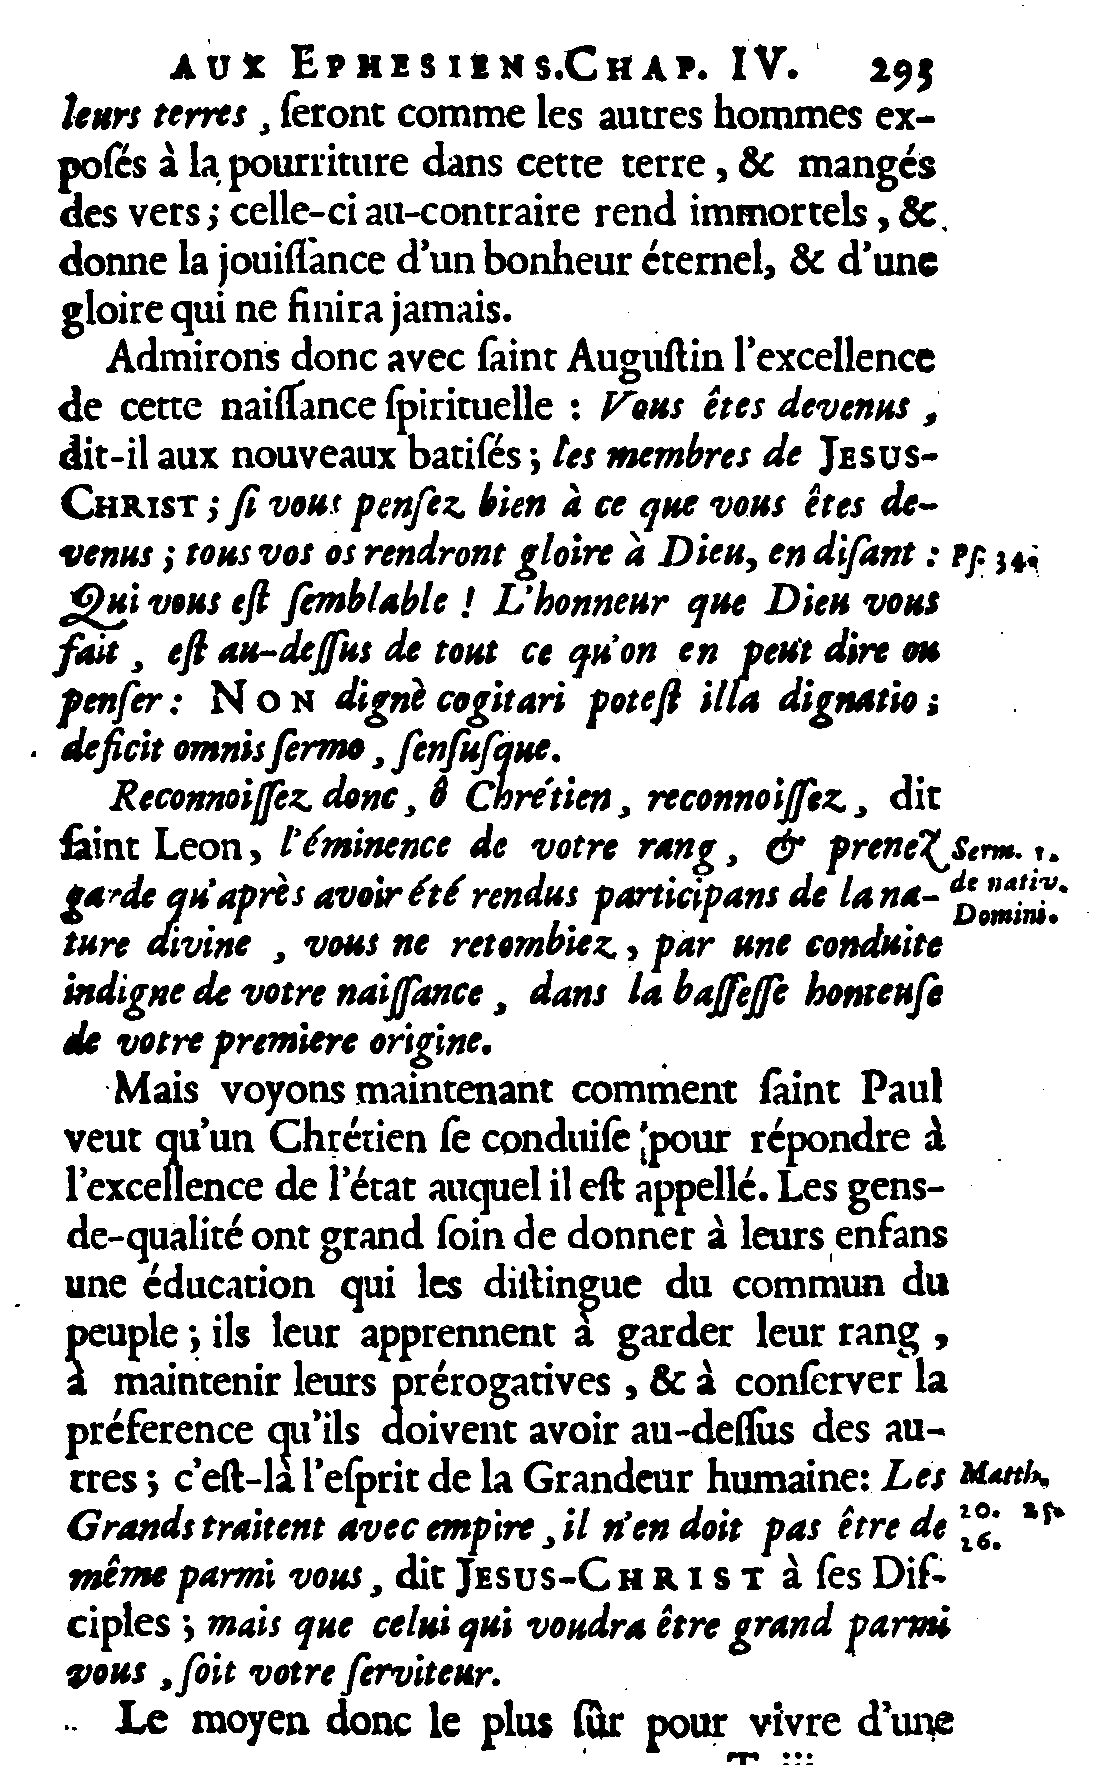 AUX EPHESIENS. CHAP. IV. 295
leurs terres, ſeront comme les autres hommes ex-
poſés à la pourriture dans cette terre, & mangés
des vers; celle-ci au-contraire rend immortels, &
donne la jouiſſance d'un bonheur éternel, & d'une
gloire qui ne finira jamais.
Admirons donc avec ſaint Auguſtin l'excellence
de cette naiſſance ſpirituelle : Vous êtes devenus,
dit-il aux nouveaux batiſés; les membres de JESUS-
CHRIST; ſi vous penſez bien à ce que vous êtes de-
venus; tous vos os rendront gloire à Dieu, en diſant : Pſ. 34.
Qui vous eſt ſemblable ! L'honneur que Dieu vous
fait, eſt au-deſſus de tout ce qu'on en peut dire ou
penſer: NON dignè cogitari poteſt illa dignatio;
deficit omnis ſermo, ſenſuſque.
Reconnoiſſez donc, ô Chrétien, reconnoiſſez, dit
ſaint Leon, l'éminence de votre rang, & prenez Serm. 1.
garde qu'après avoir été rendus participans de la na- de nativ.
Domini.
ture divine, vous ne retombiez, par une conduite
indigne de votre naiſſance, dans la baſſeſſe honteuſe
de votre premiere origine.
Mais voyons maintenant comment ſaint Paul
veut qu'un Chrétien ſe conduiſe pour répondre à
l'excellence de l'état auquel il eſt appellé. Les gens-
de-qualité ont grand ſoin de donner à leurs enfans
une éducation qui les diſtingue du commun du
peuple; ils leur apprennent à garder leur rang,
à maintenir leurs prérogatives, & à conſerver la
préference qu'ils doivent avoir au-deſſus des au-
tres; c'eſt-là l'eſprit de la Grandeur humaine: Les Matth.
Grands traitent avec empire, il n'en doit pas être de 20. 25.
26.
même parmi vous, dit JESUS-CHRIST à ſes Diſ-
ciples; mais que celui qui voudra être grand parmi
vous, ſoit votre ſerviteur.
Le moyen donc le plus ſûr pour vivre d'une
T iij